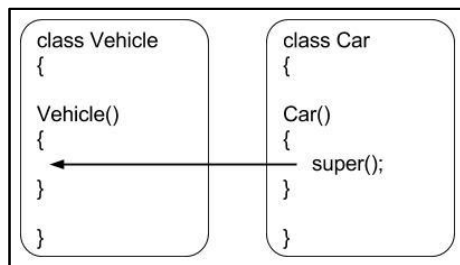 class Vehicle
{
Vehicle()
{
}
}
class Car
{
Car()
{
super();
}
}